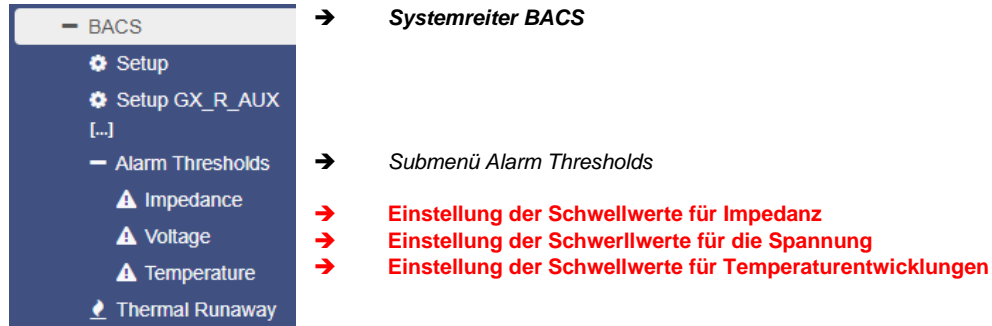 BACS ➔ Systemreiter BACS
Setup
Setup GX_R_AUX
[...]
Alarm Thresholds ➔ Submenü Alarm Thresholds
Impedance ➔ Einstellung der Schwellwerte für Impedanz
Voltage ➔ Einstellung der Schwerllwerte für die Spannung
Temperature ➔ Einstellung der Schwellwerte für Temperaturentwicklungen
Thermal Runaway